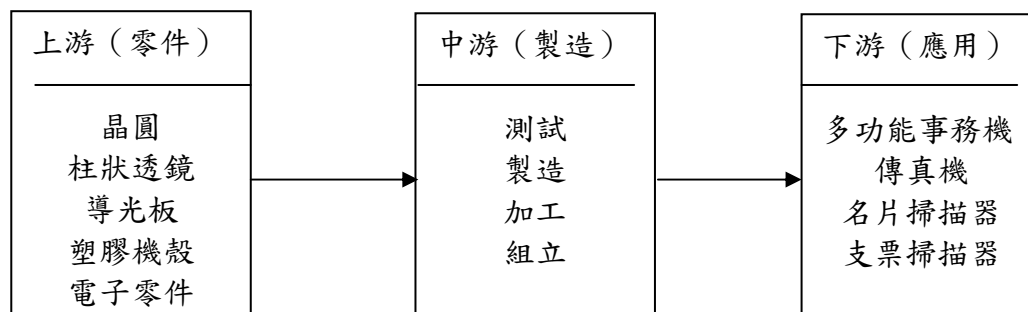 上游（零件）
晶圓
柱狀透鏡
導光板
塑膠機殼
電子零件
中游（製造）
測試
製造
加工
組立
下游（應用）
多功能事務機
傳真機
名片掃描器
支票掃描器